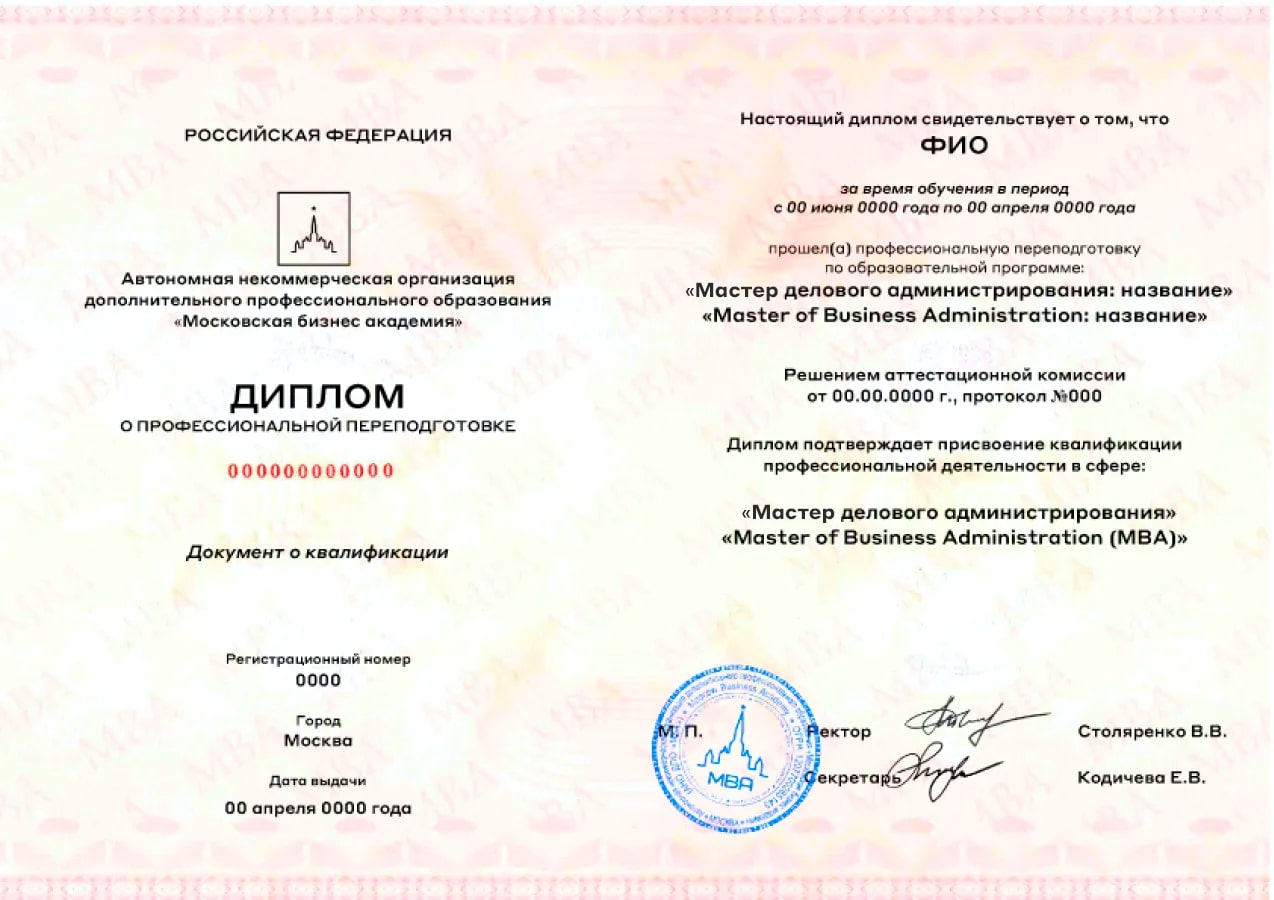 РОССИЙСКАЯ ФЕДЕРАЦИЯ
Автономная некоммерческая организация
дополнительного профессионального образования
«Московская бизнес академия»
ДИПЛОМ
О ПРОФЕССИОНАЛЬНОЙ ПЕРЕПОДГОТОВКЕ
000000000000
Документ о квалификации
Регистрационный номер
0000
Город
Москва
Дата выдачи
00 апреля 0000 года
Настоящий диплом свидетельствует о том, что
ФИО
за время обучения в период
с 00 июня 0000 года по 00 апреля 0000 года
прошел(а) профессиональную переподготовку
по образовательной программе:
«Мастер делового администрирования: название»
«Master of Business Administration: название»
Решением аттестационной комиссии
от 00.00.0000 г., протокол №000
Диплом подтверждает присвоение квалификации
профессиональной деятельности в сфере:
«Мастер делового администрирования»
«Master of Business Administration (MBA)»
М. П.
Ректор
Столяренко В.В.
Секретарь
Кодичева Е.В.
Moscow Business Academy
MBA